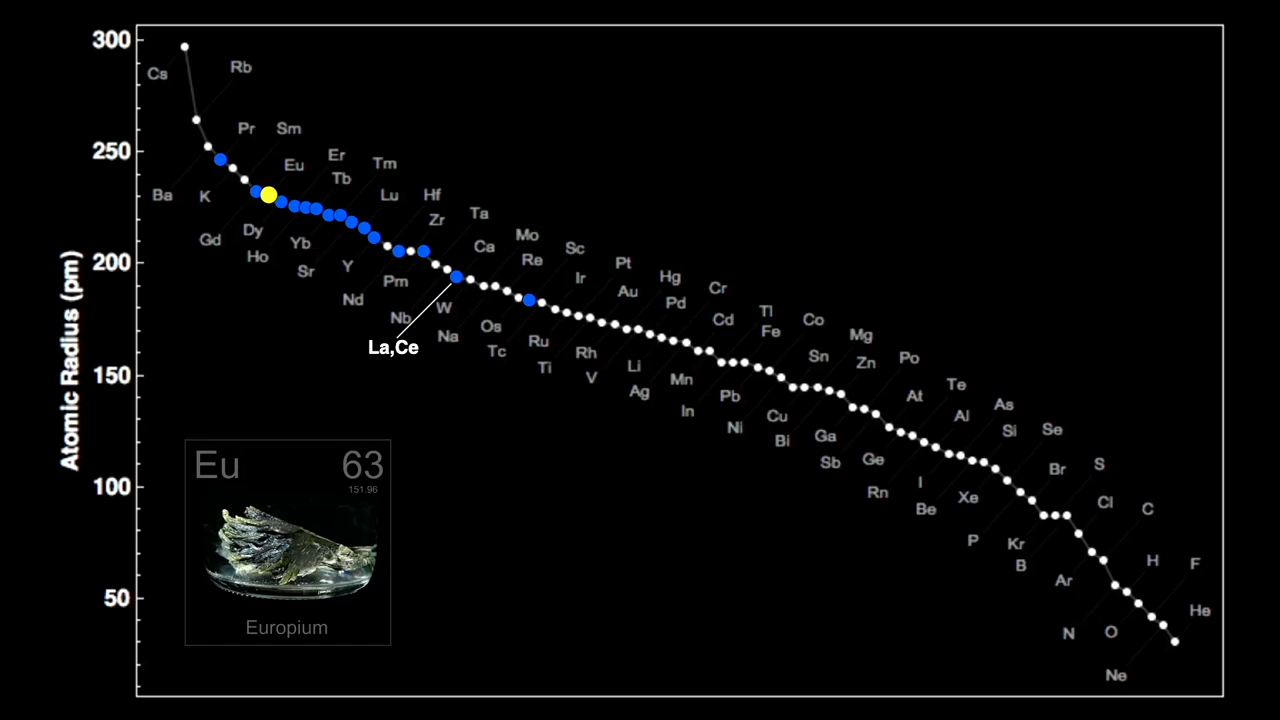 300
250
200
150
100
50
Atomic Radius (pm)
Cs
Rb
Pr
Sm
Eu
Er
Tb
Tm
Ba
K
Lu
Hf
Zr
Ta
Gd
Dy
Ho
Yb
Sr
Y
Ca
Mo
Re
Sc
Pm
Nd
Ir
Pt
Au
Hg
Pd
Cr
Nb
W
Na
Os
Tc
Ru
Ti
Rh
V
Cd
Tl
Fe
Co
Mg
La,Ce
Li
Ag
Mn
In
Sn
Zn
Po
Pb
Ni
Cu
Bi
At
Te
Al
As
Si
Se
Ga
Sb
Ge
Rn
I
Be
Xe
Br
S
Cl
C
P
Kr
B
Ar
H
F
He
N
O
Ne
Eu 63
151.96
Europium